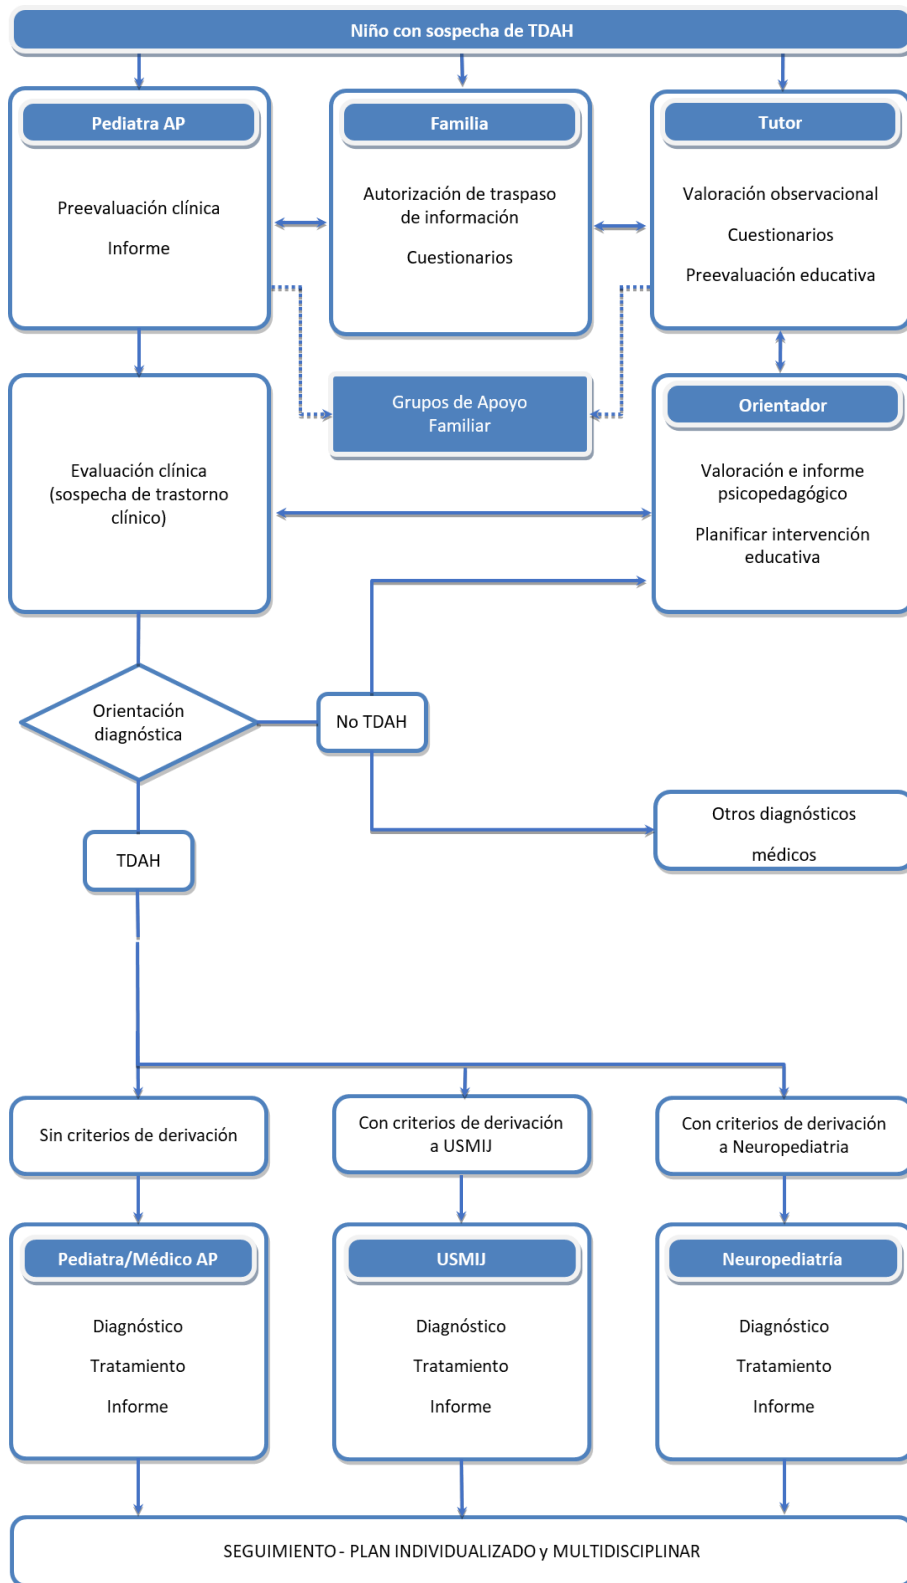 Niño con sospecha de TDAH
Pediatra AP
Preevaluación clínica
Informe
Familia
Autorización de traspaso
de información
Cuestionarios
Tutor
Valoración observacional
Cuestionarios
Preevaluación educativa
Grupos de Apoyo
Familiar
Orientador
Valoración e informe
psicopedagógico
Planificar intervención
educativa
Evaluación clínica
(sospecha de trastorno
clínico)
Orientación
diagnóstica
No TDAH
Otros diagnósticos
médicos
TDAH
Sin criterios de derivación
Con criterios de derivación
a USMIJ
Con criterios de derivación
a Neuropediatria
Pediatra/Médico AP
Diagnóstico
Tratamiento
Informe
USMIJ
Diagnóstico
Tratamiento
Informe
Neuropediatría
Diagnóstico
Tratamiento
Informe
SEGUIMIENTO - PLAN INDIVIDUALIZADO y MULTIDISCIPLINAR